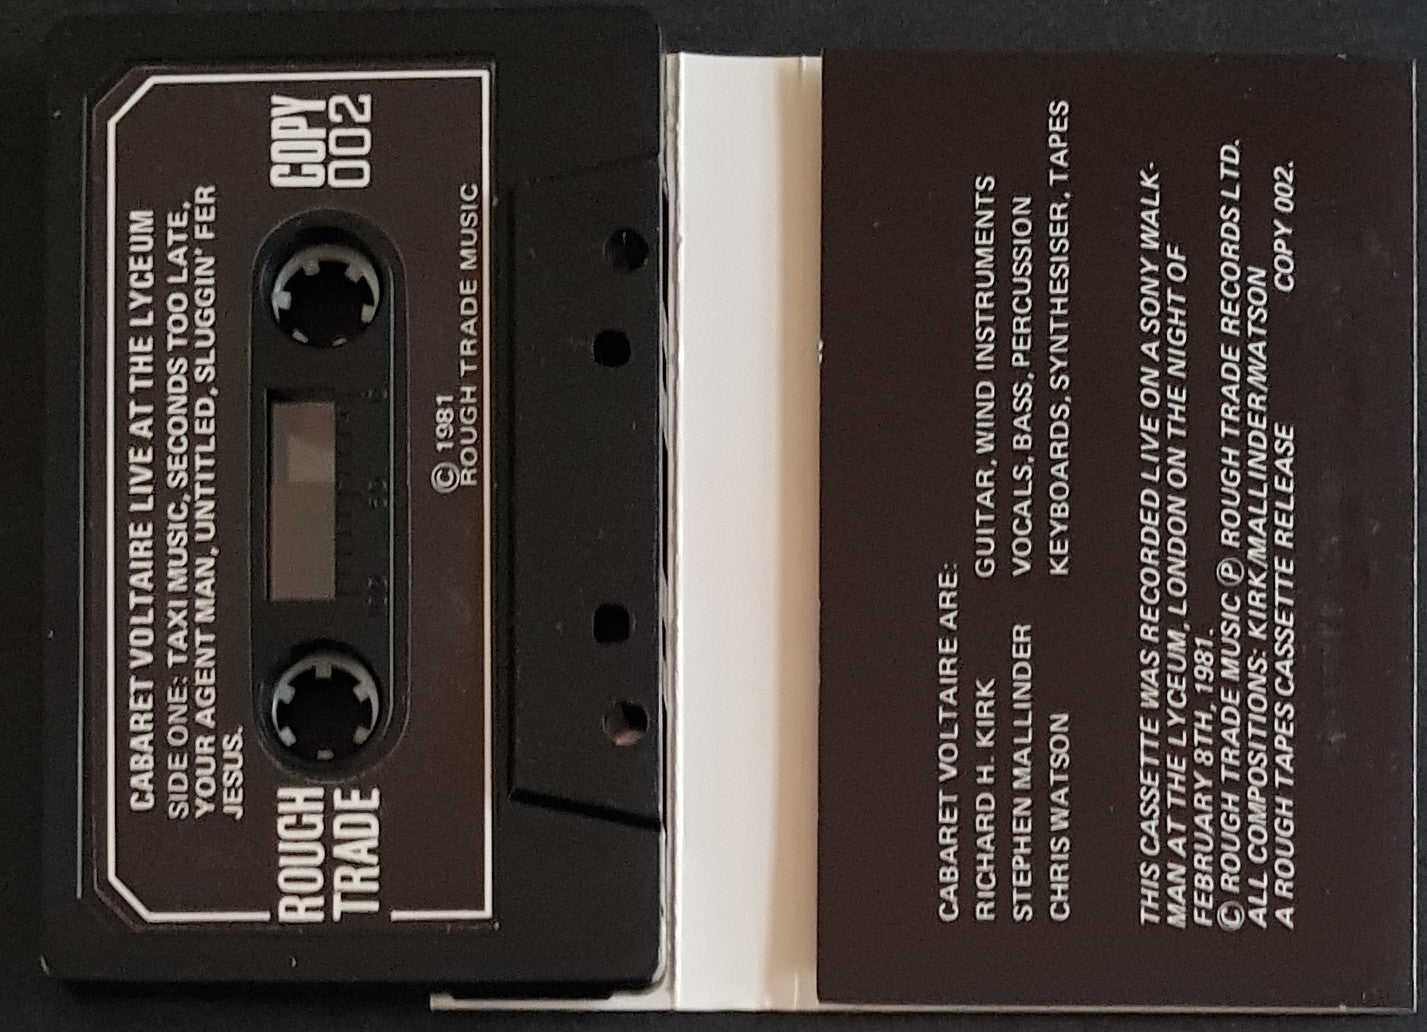 CABARET VOLTAIRE LIVE AT THE LYCEUM
SIDE ONE: TAXI MUSIC, SECONDS TOO LATE,
YOUR AGENT MAN, UNTITLED, SLUGGIN' FER
JESUS.
ROUGH
TRADE
COPY
002
© 1981
ROUGH TRADE MUSIC
CABARET VOLTAIRE ARE:
RICHARD H. KIRK GUITAR, WIND INSTRUMENTS
STEPHEN MALLINDER VOCALS, BASS, PERCUSSION
CHRIS WATSON KEYBOARDS, SYNTHESISER, TAPES
THIS CASSETTE WAS RECORDED LIVE ON A SONY WALK-
MAN AT THE LYCEUM, LONDON ON THE NIGHT OF
FEBRUARY 8TH, 1981.
© ROUGH TRADE MUSIC ℗ ROUGH TRADE RECORDS LTD.
ALL COMPOSITIONS: KIRK/MALLINDER/WATSON
A ROUGH TAPES CASSETTE RELEASE COPY 002.